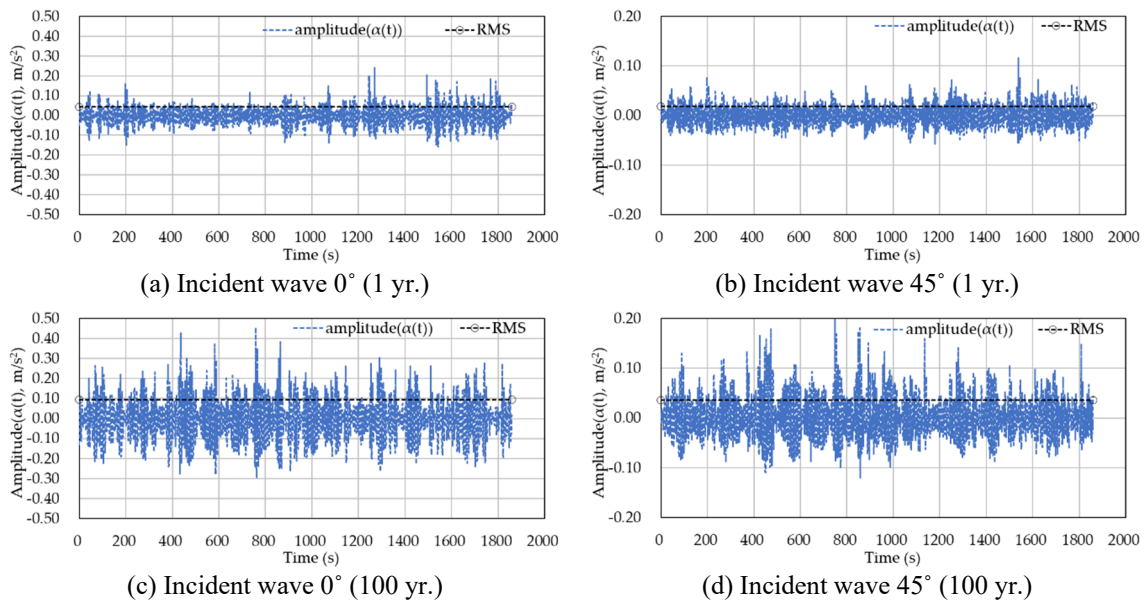 amplitude(α(t)) RMS
Amplitude(α(t), m/s²)
0.50
0.40
0.30
0.20
0.10
0.00
-0.10
-0.20
-0.30
-0.40
-0.50
0 200 400 600 800 1000 1200 1400 1600 1800 2000
Time (s)
(a) Incident wave 0˚ (1 yr.)
amplitude(α(t)) RMS
Amplitude(α(t), m/s²)
0.20
0.10
0.00
-0.10
-0.20
0 200 400 600 800 1000 1200 1400 1600 1800 2000
Time (s)
(b) Incident wave 45˚ (1 yr.)
amplitude(α(t)) RMS
Amplitude(α(t), m/s²)
0.50
0.40
0.30
0.20
0.10
0.00
-0.10
-0.20
-0.30
-0.40
-0.50
0 200 400 600 800 1000 1200 1400 1600 1800 2000
Time (s)
(c) Incident wave 0˚ (100 yr.)
amplitude(α(t)) RMS
Amplitude(α(t), m/s²)
0.20
0.10
0.00
-0.10
-0.20
0 200 400 600 800 1000 1200 1400 1600 1800 2000
Time (s)
(d) Incident wave 45˚ (100 yr.)